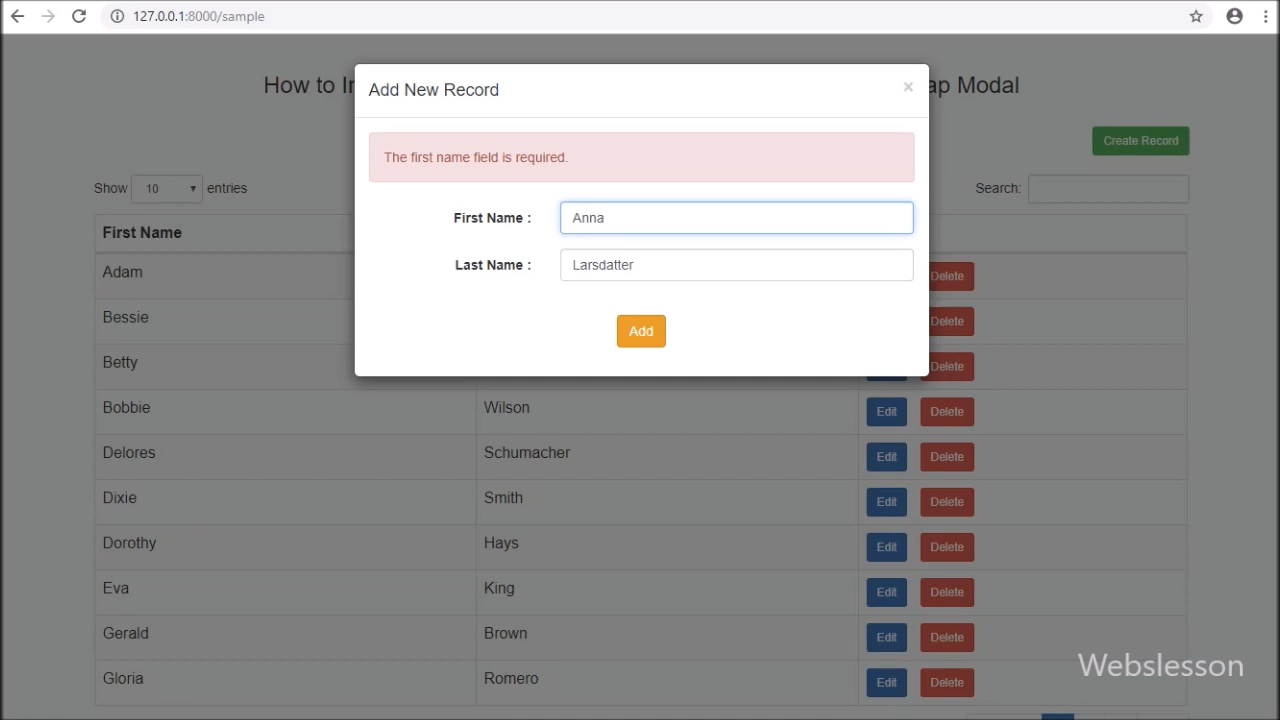 127.0.0.1:8000/sample
How to
ap Modal
Add New Record
×
Create Record
The first name field is required.
Show 10 entries
Search:
First Name : Anna
Last Name : Larsdatter
Add
First Name
Adam Delete
Bessie Delete
Betty Delete
Bobbie Wilson Edit Delete
Delores Schumacher Edit Delete
Dixie Smith Edit Delete
Dorothy Hays Edit Delete
Eva King Edit Delete
Gerald Brown Edit Delete
Gloria Romero Edit Delete
Webslesson